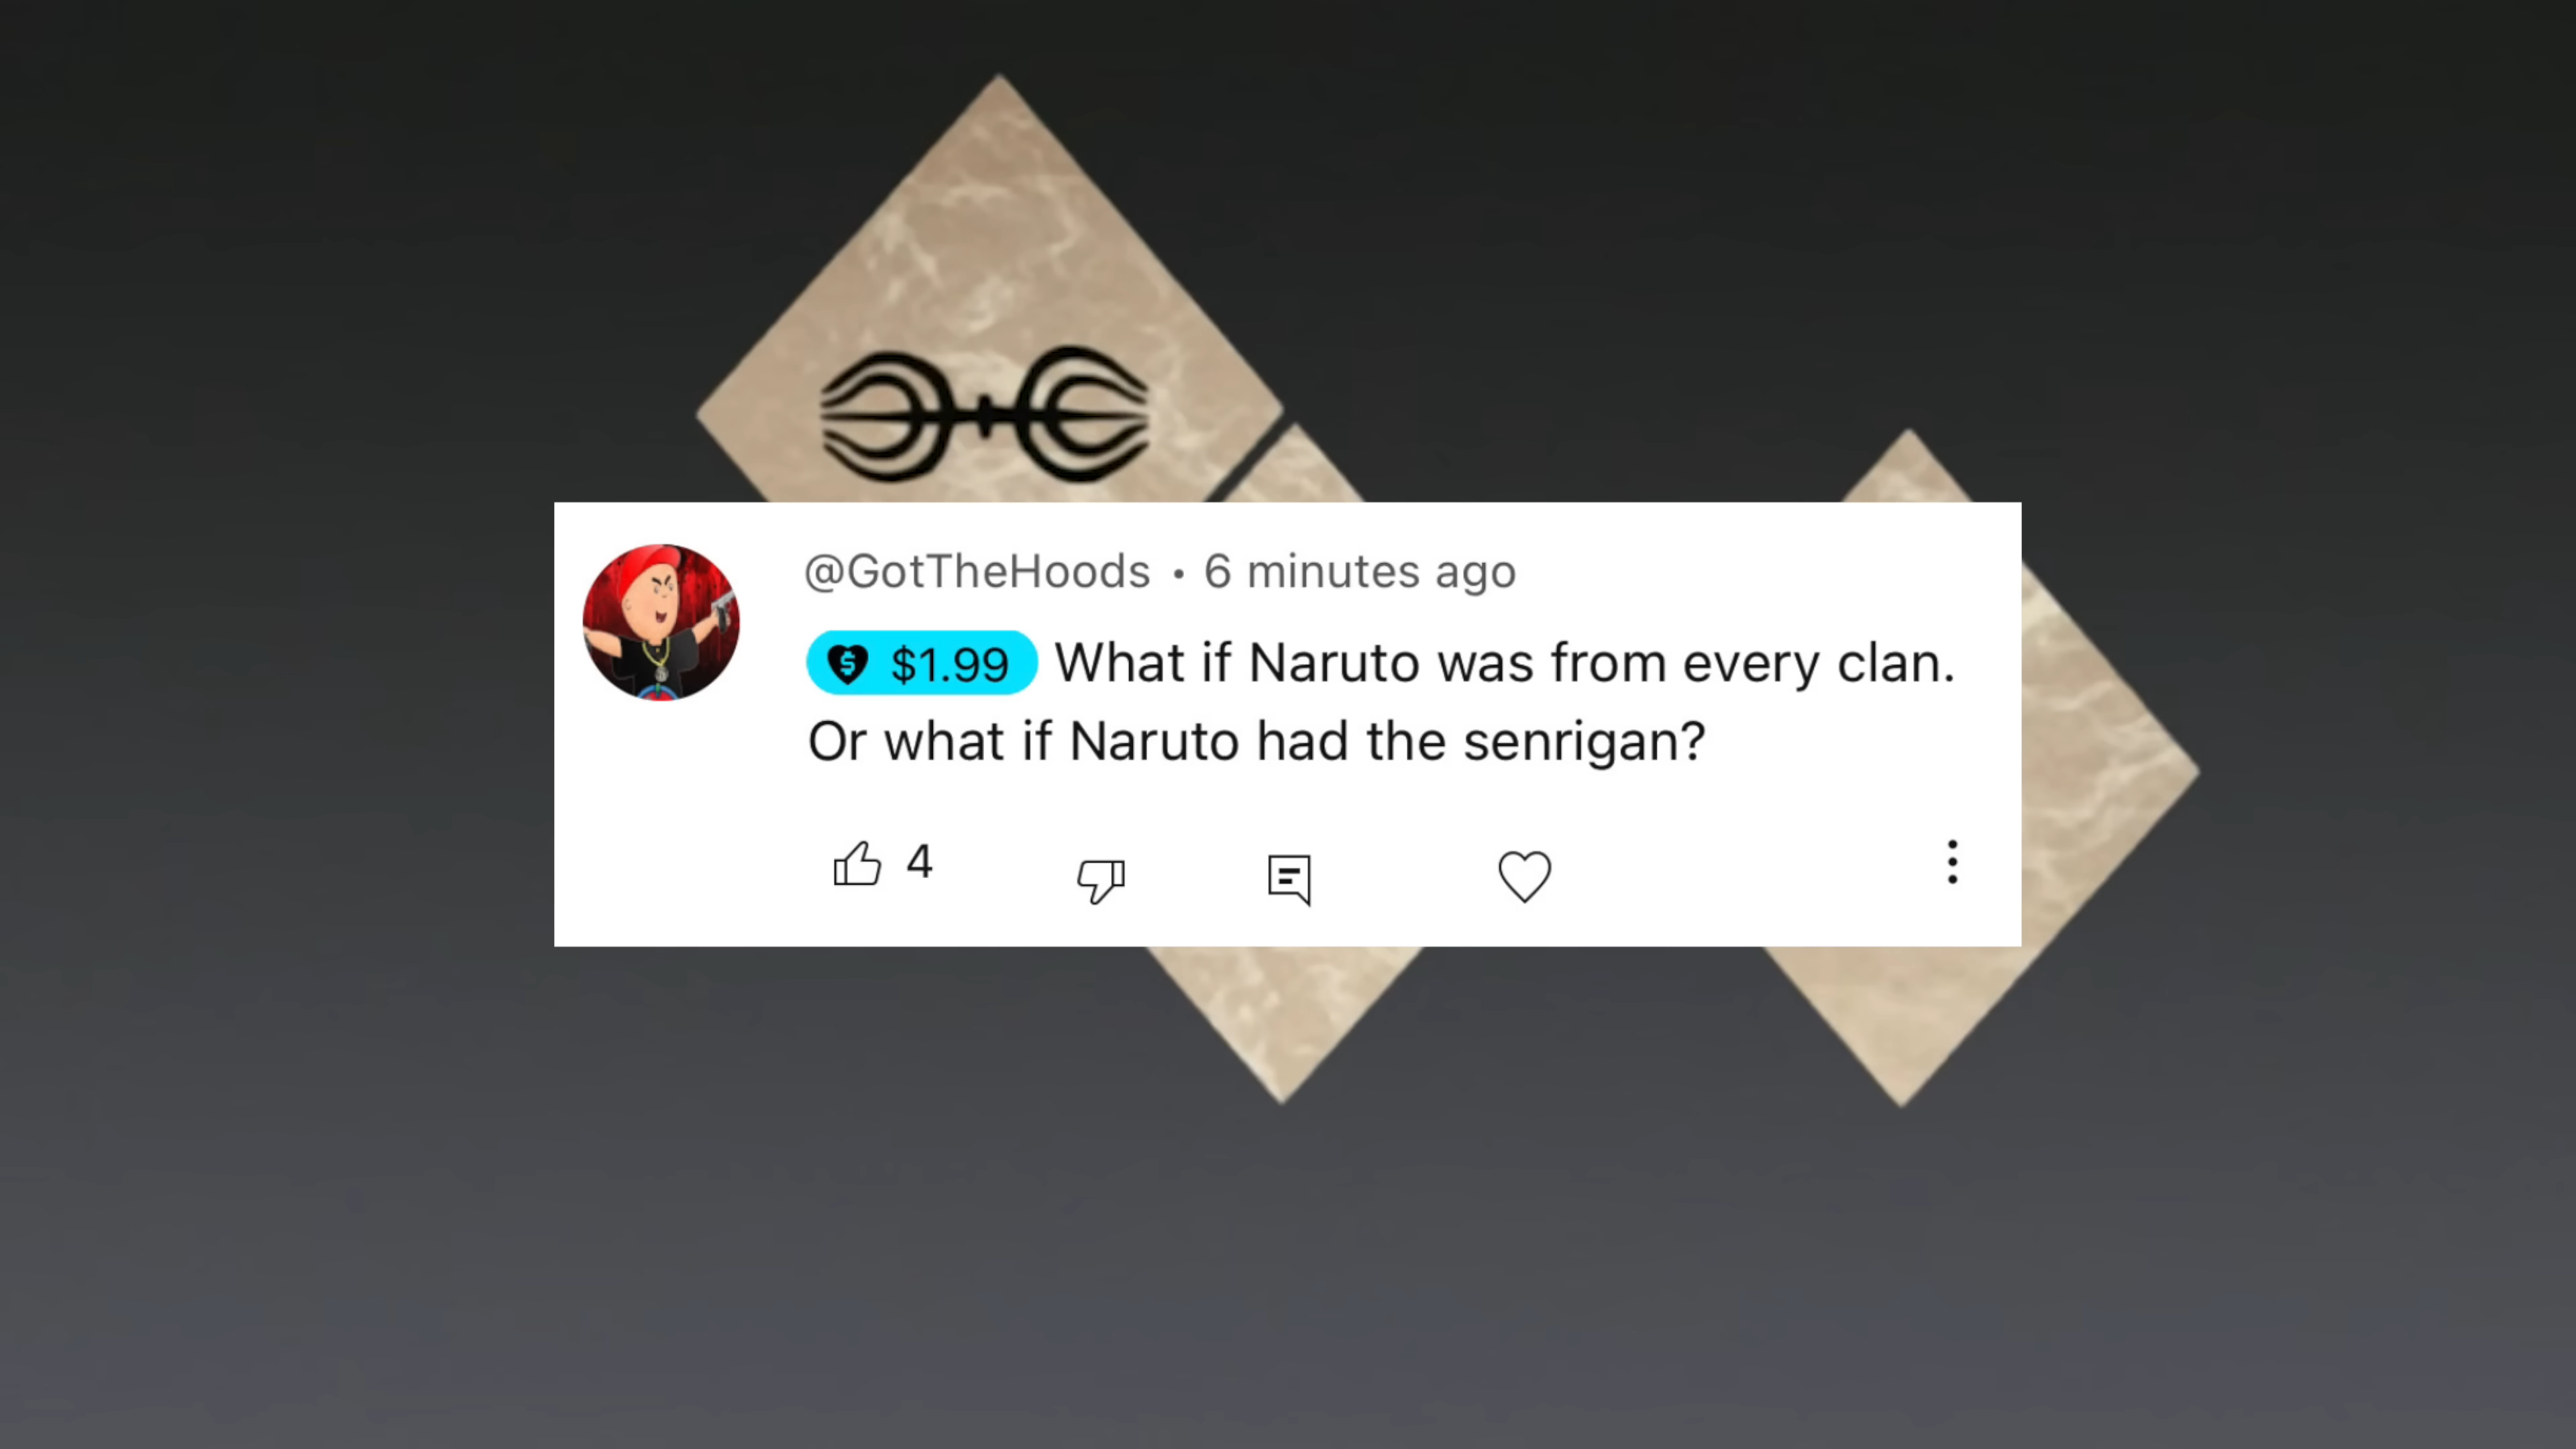 @GotTheHoods • 6 minutes ago
$1.99 What if Naruto was from every clan.
Or what if Naruto had the senrigan?
4